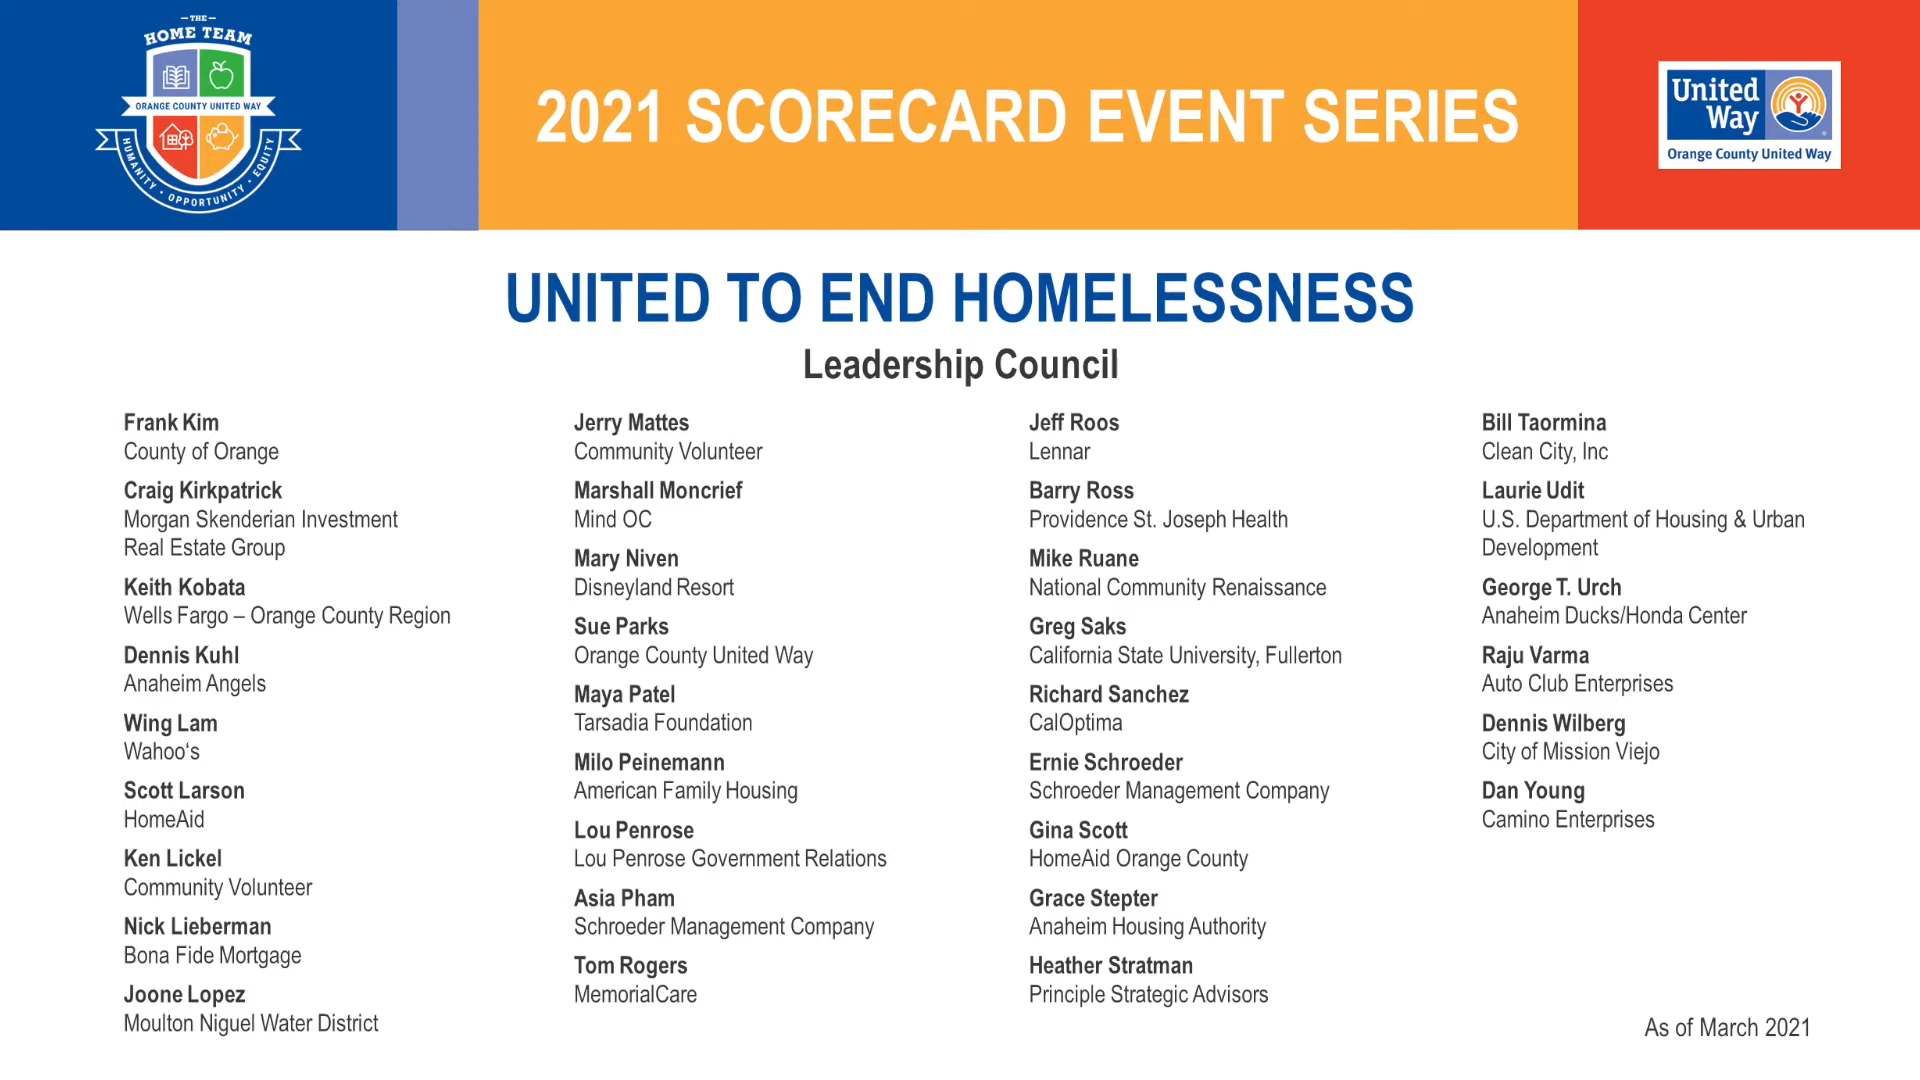 THE
HOME TEAM
ORANGE COUNTY UNITED WAY
HUMANITY · OPPORTUNITY · EQUITY
2021 SCORECARD EVENT SERIES
United
Way
Orange County United Way
UNITED TO END HOMELESSNESS
Leadership Council
Frank Kim
County of Orange
Craig Kirkpatrick
Morgan Skenderian Investment
Real Estate Group
Keith Kobata
Wells Fargo – Orange County Region
Dennis Kuhl
Anaheim Angels
Wing Lam
Wahoo‘s
Scott Larson
HomeAid
Ken Lickel
Community Volunteer
Nick Lieberman
Bona Fide Mortgage
Joone Lopez
Moulton Niguel Water District
Jerry Mattes
Community Volunteer
Marshall Moncrief
Mind OC
Mary Niven
Disneyland Resort
Sue Parks
Orange County United Way
Maya Patel
Tarsadia Foundation
Milo Peinemann
American Family Housing
Lou Penrose
Lou Penrose Government Relations
Asia Pham
Schroeder Management Company
Tom Rogers
MemorialCare
Jeff Roos
Lennar
Barry Ross
Providence St. Joseph Health
Mike Ruane
National Community Renaissance
Greg Saks
California State University, Fullerton
Richard Sanchez
CalOptima
Ernie Schroeder
Schroeder Management Company
Gina Scott
HomeAid Orange County
Grace Stepter
Anaheim Housing Authority
Heather Stratman
Principle Strategic Advisors
Bill Taormina
Clean City, Inc
Laurie Udit
U.S. Department of Housing & Urban
Development
George T. Urch
Anaheim Ducks/Honda Center
Raju Varma
Auto Club Enterprises
Dennis Wilberg
City of Mission Viejo
Dan Young
Camino Enterprises
As of March 2021